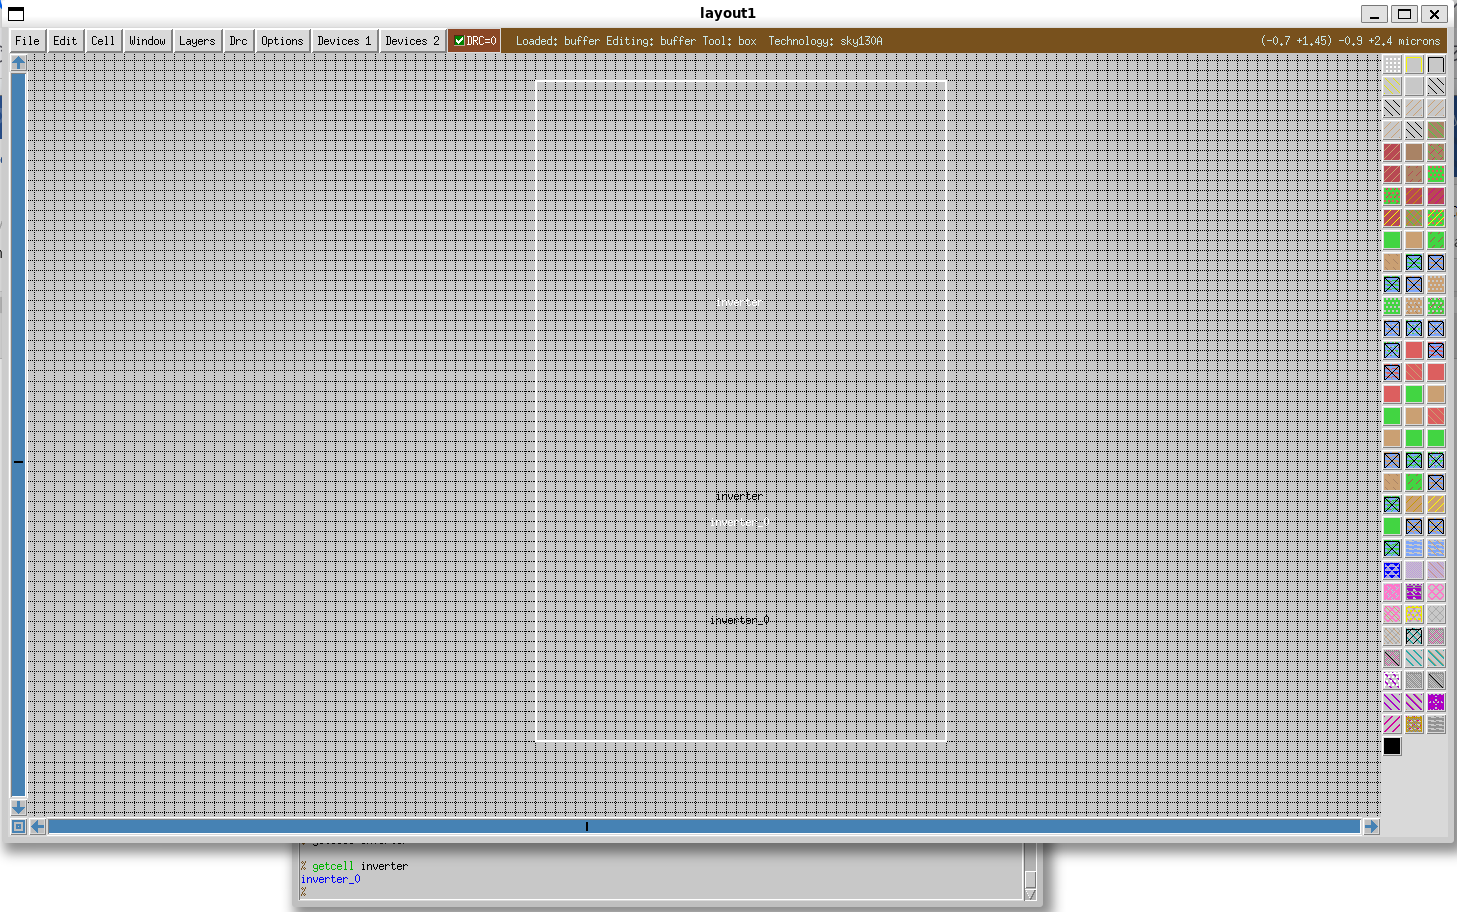 layout1
File Edit Cell Window Layers Drc Options Devices 1 Devices 2 DRC=0 Loaded: buffer Editing: buffer Tool: box Technology: sky130A (-0.7 +1.45) -0.9 +2.4 microns
inverter
inverter
inverter_0
inverter_0
% getcell inverter
inverter_0
%